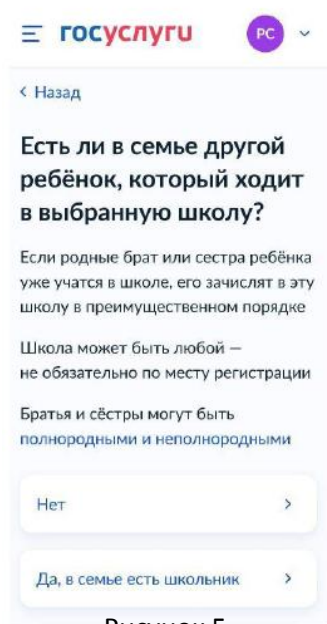 госуслуги
РС
Назад
Есть ли в семье другой
ребёнок, который ходит
в выбранную школу?
Если родные брат или сестра ребёнка
уже учатся в школе, его зачислят в эту
школу в преимущественном порядке
Школа может быть любой —
не обязательно по месту регистрации
Братья и сёстры могут быть
полнородными и неполнородными
Нет
Да, в семье есть школьник